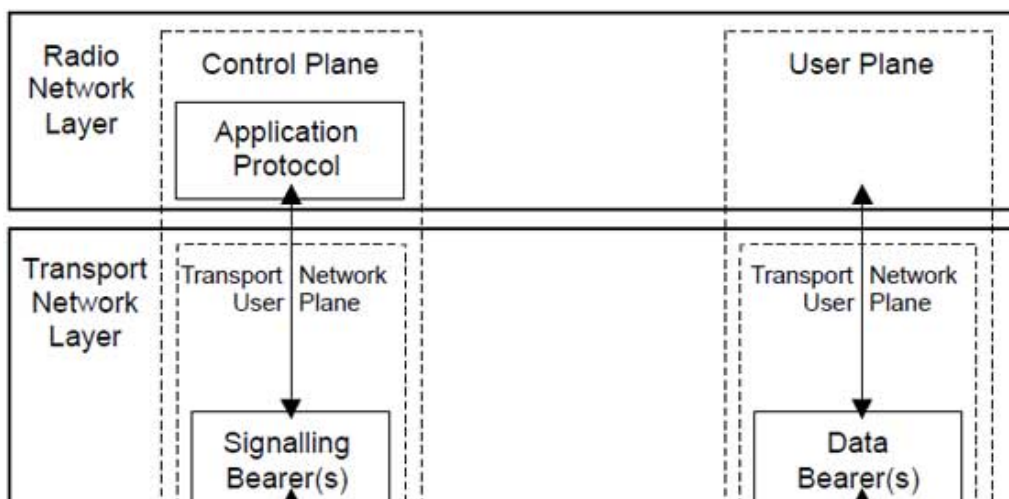 Radio
Network
Layer
Control Plane
User Plane
Application
Protocol
Transport
Network
Layer
Transport Network
User Plane
Transport Network
User Plane
Signalling
Bearer(s)
Data
Bearer(s)